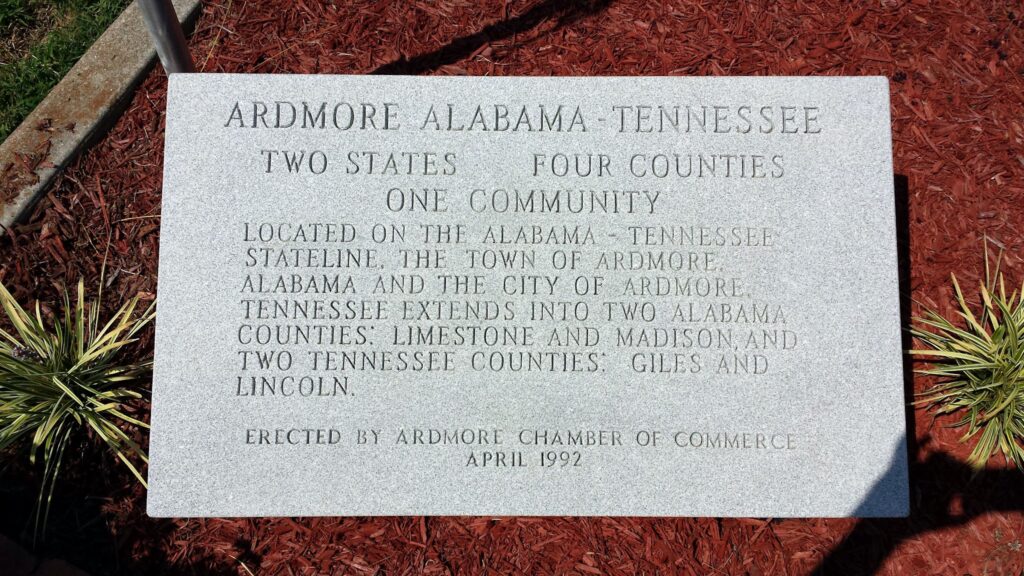 ARDMORE ALABAMA - TENNESSEE
TWO STATES FOUR COUNTIES
ONE COMMUNITY
LOCATED ON THE ALABAMA - TENNESSEE
STATELINE, THE TOWN OF ARDMORE,
ALABAMA AND THE CITY OF ARDMORE,
TENNESSEE EXTENDS INTO TWO ALABAMA
COUNTIES: LIMESTONE AND MADISON, AND
TWO TENNESSEE COUNTIES: GILES AND
LINCOLN.
ERECTED BY ARDMORE CHAMBER OF COMMERCE
APRIL 1992